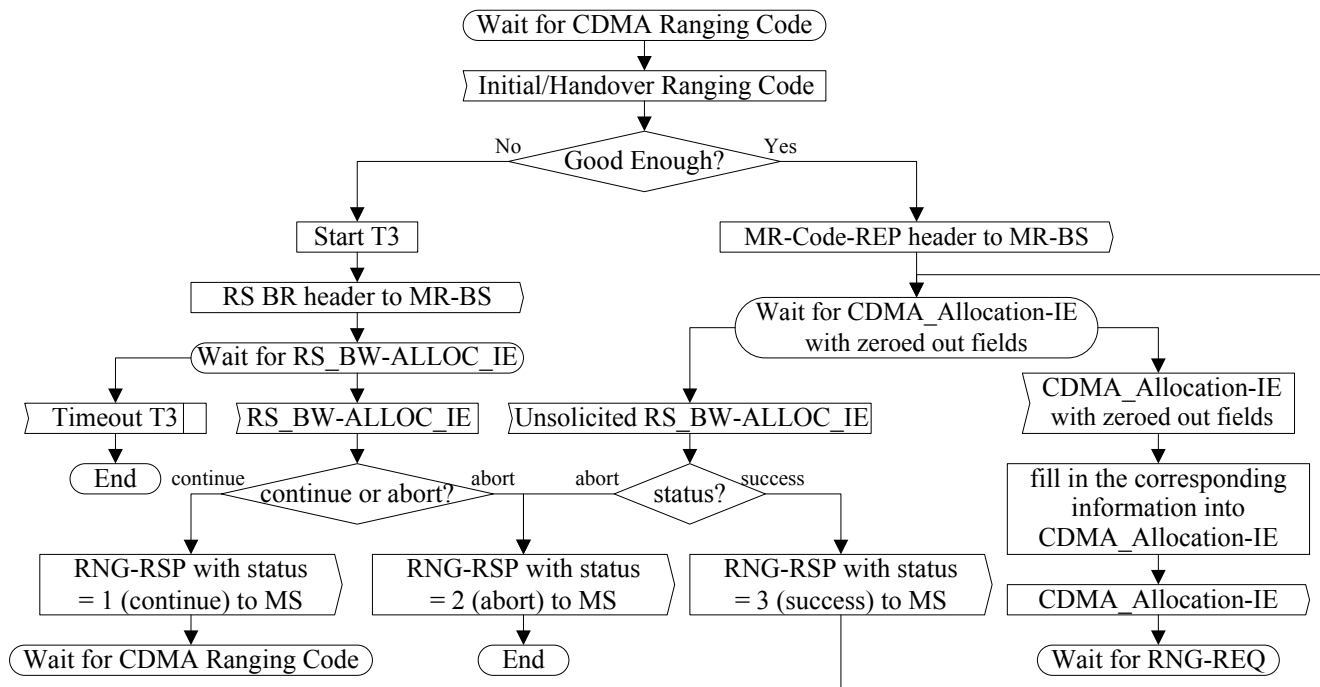 Wait for CDMA Ranging Code
Initial/Handover Ranging Code
No
Good Enough?
Yes
Start T3
MR-Code-REP header to MR-BS
RS BR header to MR-BS
Wait for CDMA_Allocation-IE
with zeroed out fields
Wait for RS_BW-ALLOC_IE
Timeout T3
RS_BW-ALLOC_IE
Unsolicited RS_BW-ALLOC_IE
CDMA_Allocation-IE
with zeroed out fields
End
continue
continue or abort?
abort
abort
status?
success
fill in the corresponding
information into
CDMA_Allocation-IE
RNG-RSP with status
= 1 (continue) to MS
RNG-RSP with status
= 2 (abort) to MS
RNG-RSP with status
= 3 (success) to MS
CDMA_Allocation-IE
Wait for CDMA Ranging Code
End
Wait for RNG-REQ